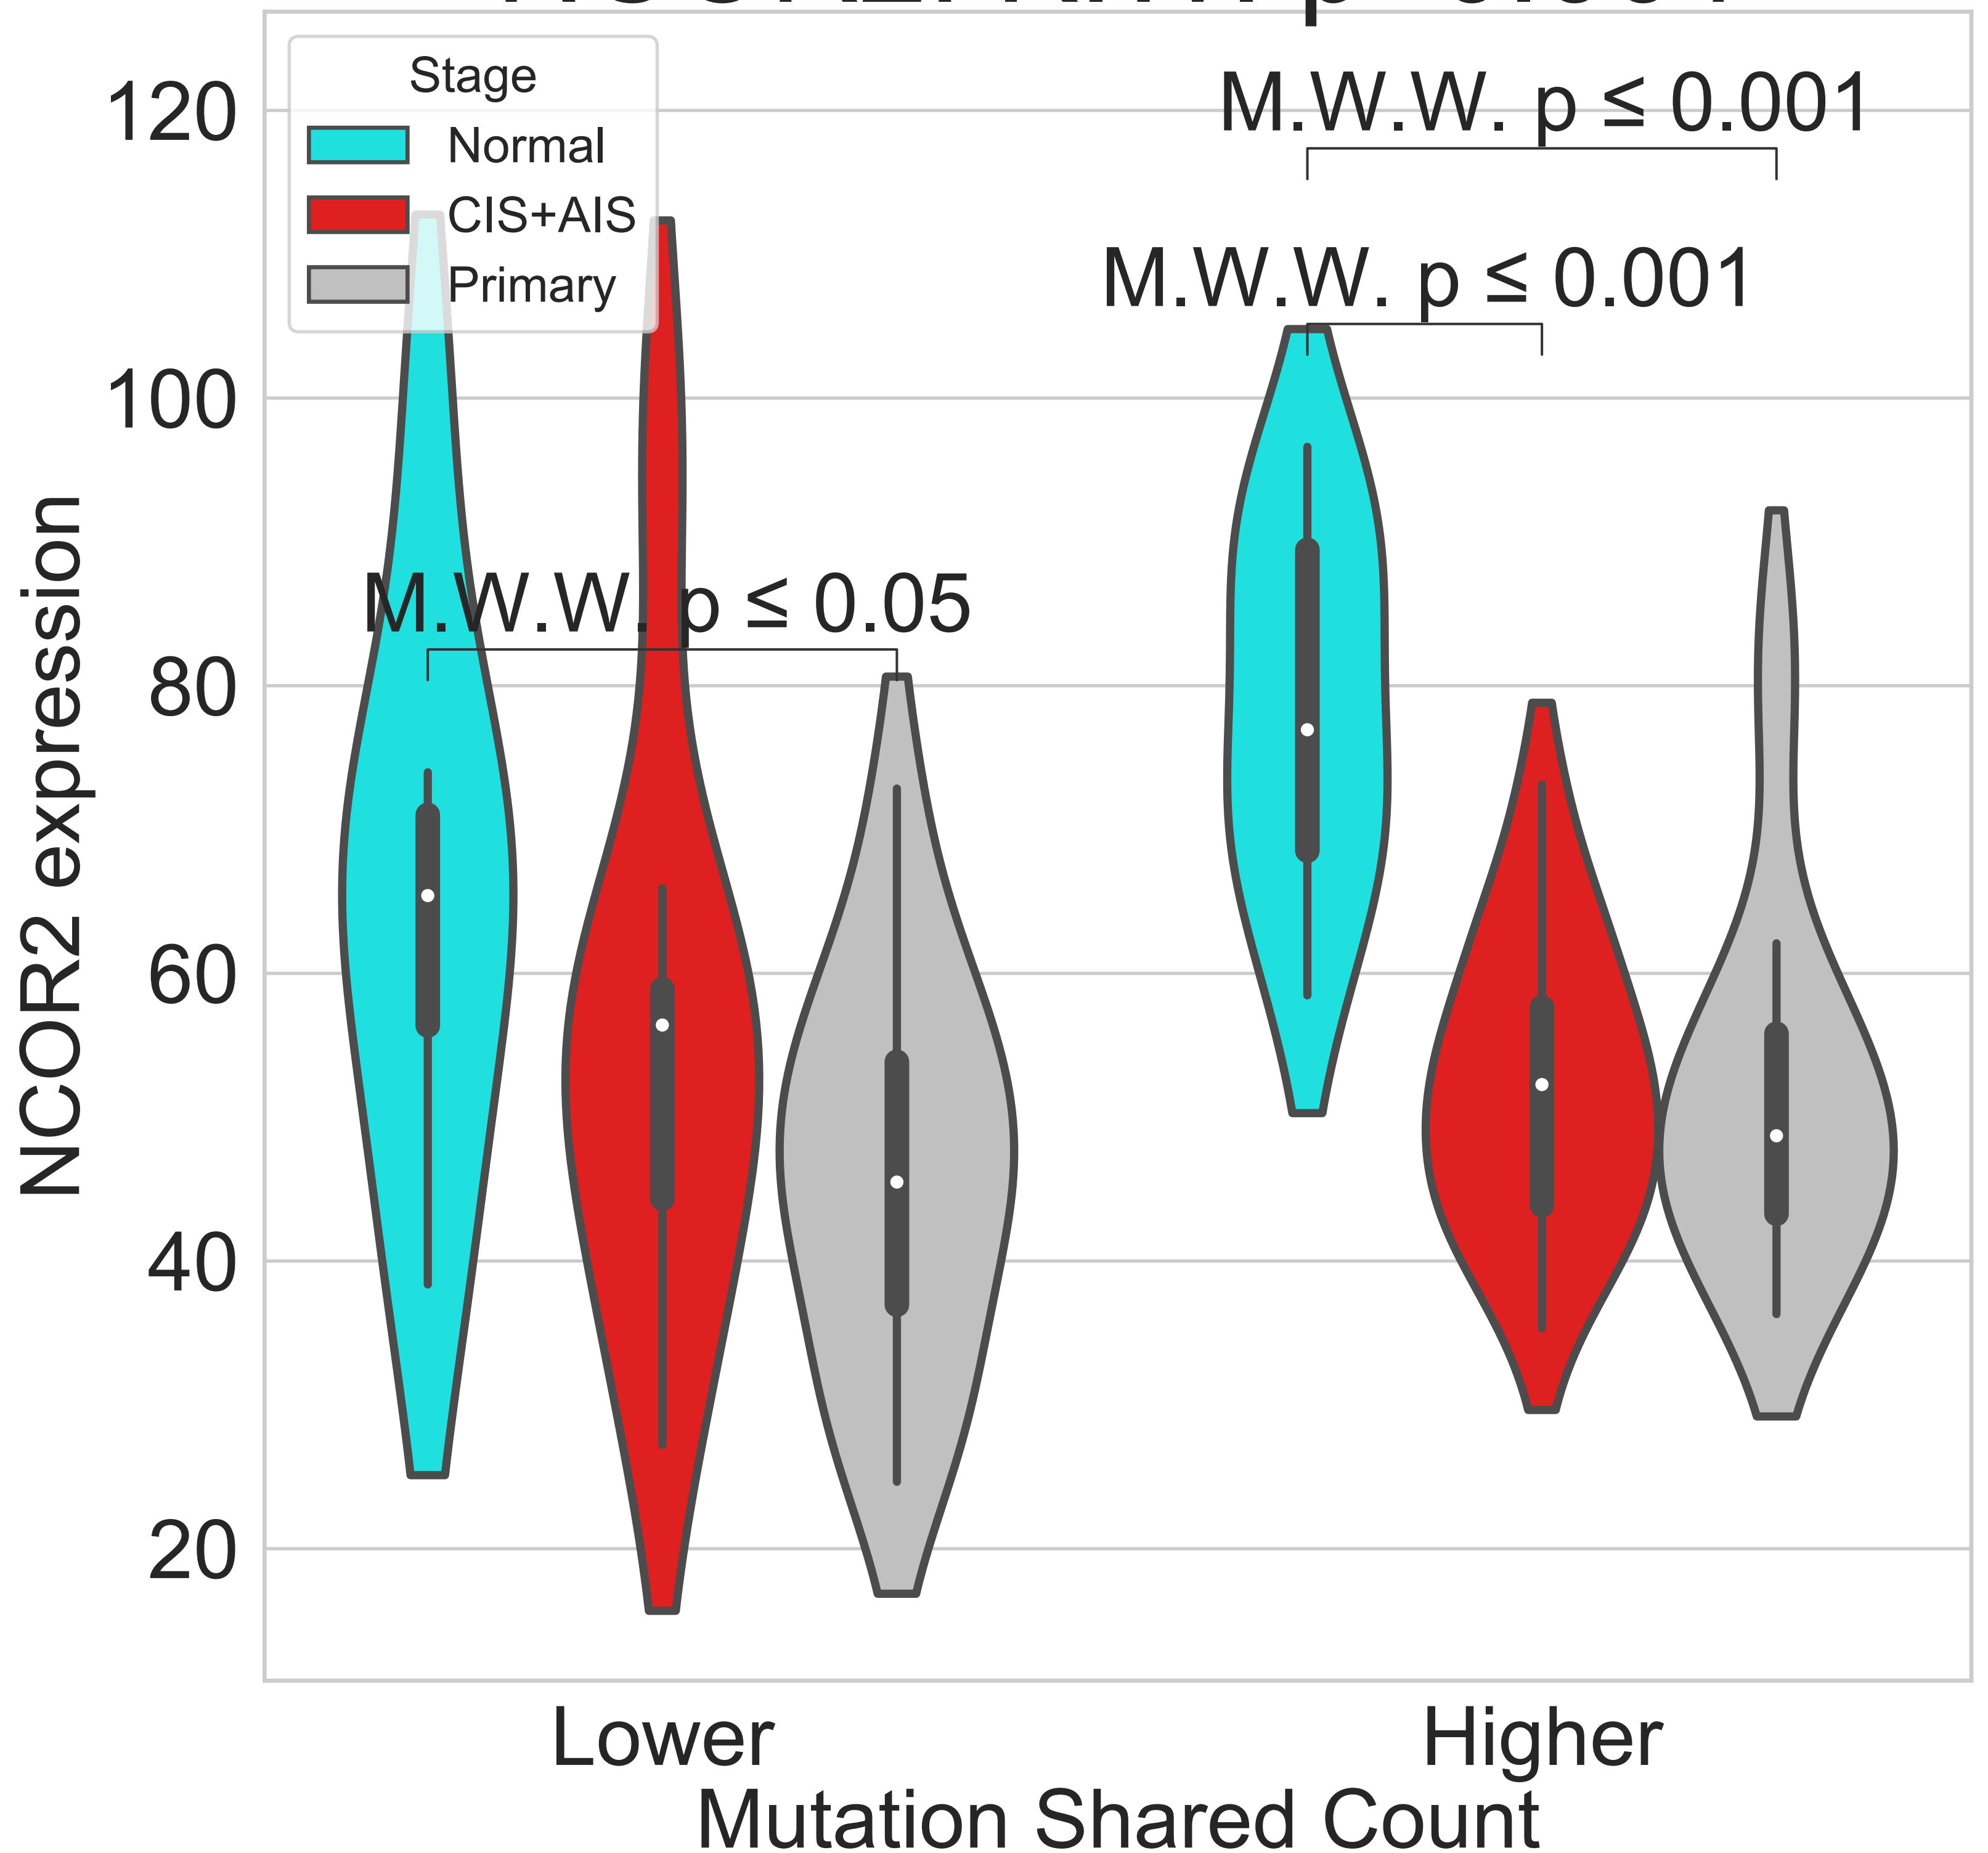 120
100
80
60
40
20
NCOR2 expression
Stage
Normal
CIS+AIS
Primary
M.W.W. p ≤ 0.001
M.W.W. p ≤ 0.001
M.W.W. p ≤ 0.05
Lower
Higher
Mutation Shared Count